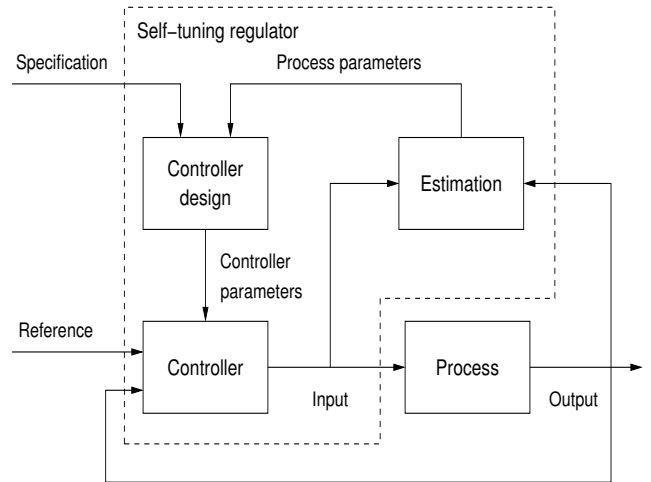 Self−tuning regulator
Specification
Process parameters
Controller
design
Estimation
Controller
parameters
Reference
Controller
Process
Input
Output